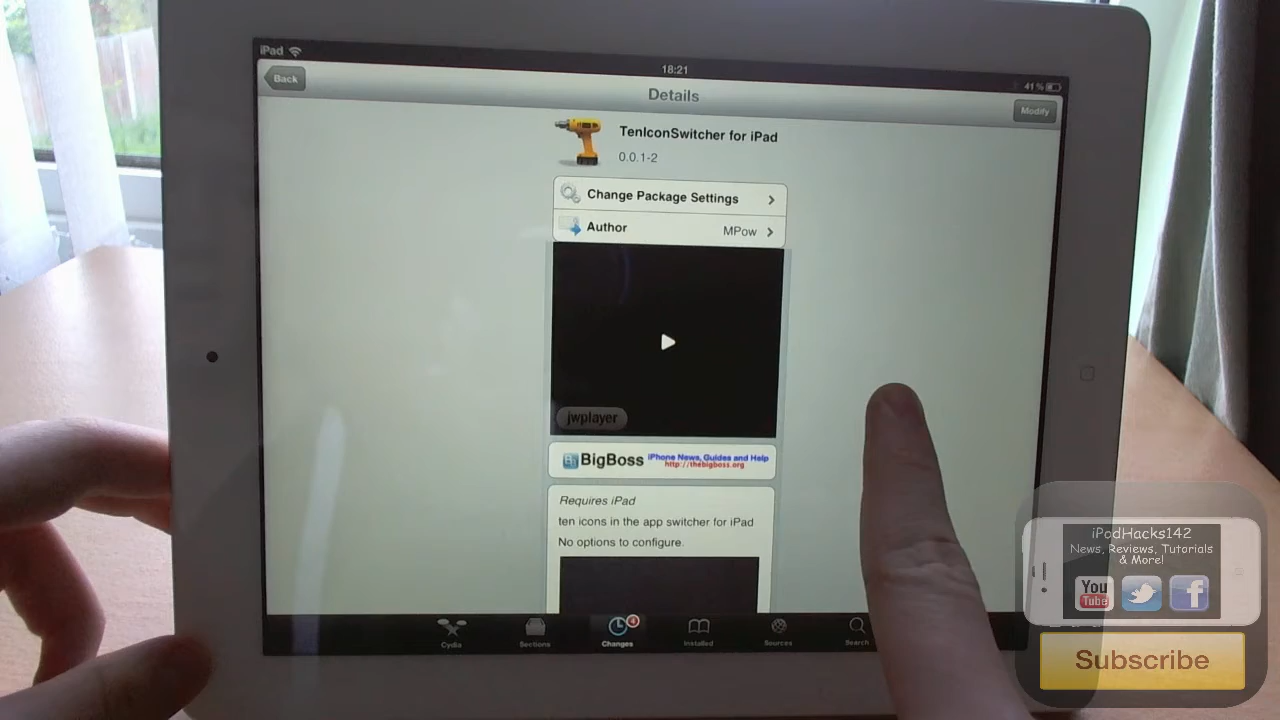 iPad
18:21
41 %
Back
Details
Modify
TenIconSwitcher for iPad
0.0.1-2
Change Package Settings
Author
MPow
jwplayer
BigBoss
iPhone News, Guides and Help
http://thebigboss.org
Requires iPad
ten icons in the app switcher for iPad
No options to configure.
Cydia
Sections
4
Changes
Installed
Sources
Search
iPodHacks142
News, Reviews, Tutorials
& More!
You
Tube
f
Subscribe